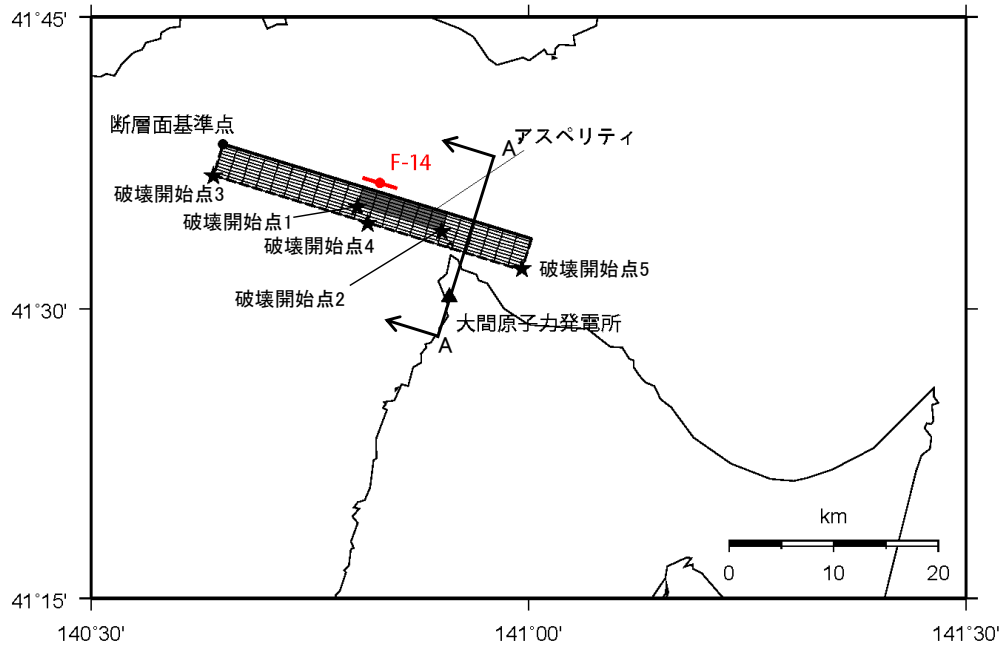 41°45'
断層面基準点
A'
アスペリティ
F-14
破壊開始点3
破壊開始点1
破壊開始点4
破壊開始点5
破壊開始点2
41°30'
大間原子力発電所
A
km
0
10
20
41°15'
140°30'
141°00'
141°30'